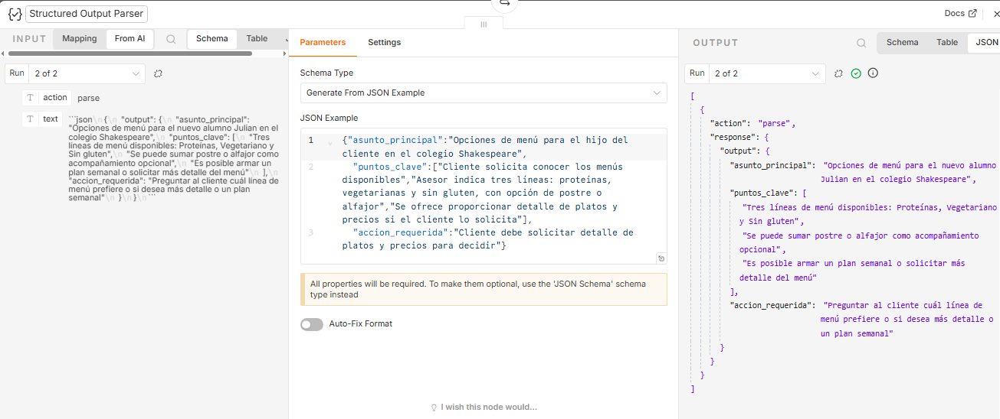 Structured Output Parser
Docs
INPUT
Mapping
From AI
Schema
Table
Run
2 of 2
T action parse
T text ```json\n{\n "output": {\n "asunto_principal":
"Opciones de menú para el nuevo alumno Julian en el
colegio Shakespeare",\n "puntos_clave": [\n "Tres
líneas de menú disponibles: Proteínas, Vegetariano y
Sin gluten",\n "Se puede sumar postre o alfajor como
acompañamiento opcional",\n "Es posible armar un
plan semanal o solicitar más detalle del menú"\n ],\n
"accion_requerida": "Preguntar al cliente cuál línea de
menú prefiere o si desea más detalle o un plan
semanal"\n }\n}\n```
Parameters
Settings
Schema Type
Generate From JSON Example
JSON Example
1 {"asunto_principal":"Opciones de menú para el hijo del
cliente en el colegio Shakespeare",
2 "puntos_clave":["Cliente solicita conocer los menús
disponibles","Asesor indica tres líneas: proteínas,
vegetarianas y sin gluten, con opción de postre o
alfajor","Se ofrece proporcionar detalle de platos y
precios si el cliente lo solicita"],
3 "accion_requerida":"Cliente debe solicitar detalle de
platos y precios para decidir"}
All properties will be required. To make them optional, use the 'JSON Schema' schema
type instead
Auto-Fix Format
I wish this node would...
OUTPUT
Schema
Table
JSON
Run
2 of 2
[
{
"action": "parse",
"response": {
"output": {
"asunto_principal": "Opciones de menú para el nuevo alumno
Julian en el colegio Shakespeare",
"puntos_clave": [
"Tres líneas de menú disponibles: Proteínas, Vegetariano
y Sin gluten",
"Se puede sumar postre o alfajor como acompañamiento
opcional",
"Es posible armar un plan semanal o solicitar más
detalle del menú"
],
"accion_requerida": "Preguntar al cliente cuál línea de
menú prefiere o si desea más detalle o
un plan semanal"
}
}
}
]